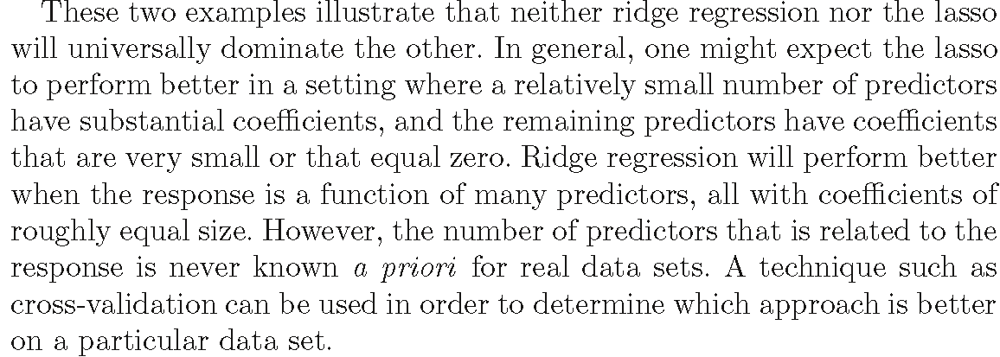 These two examples illustrate that neither ridge regression nor the lasso
will universally dominate the other. In general, one might expect the lasso
to perform better in a setting where a relatively small number of predictors
have substantial coefficients, and the remaining predictors have coefficients
that are very small or that equal zero. Ridge regression will perform better
when the response is a function of many predictors, all with coefficients of
roughly equal size. However, the number of predictors that is related to the
response is never known a priori for real data sets. A technique such as
cross-validation can be used in order to determine which approach is better
on a particular data set.